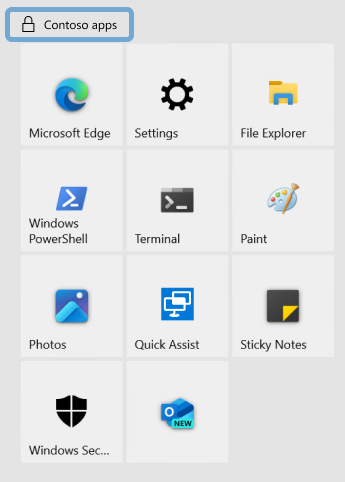 Contoso apps
Microsoft Edge
Settings
File Explorer
Windows
PowerShell
Terminal
Paint
Photos
Quick Assist
Sticky Notes
Windows Sec...
O
NEW